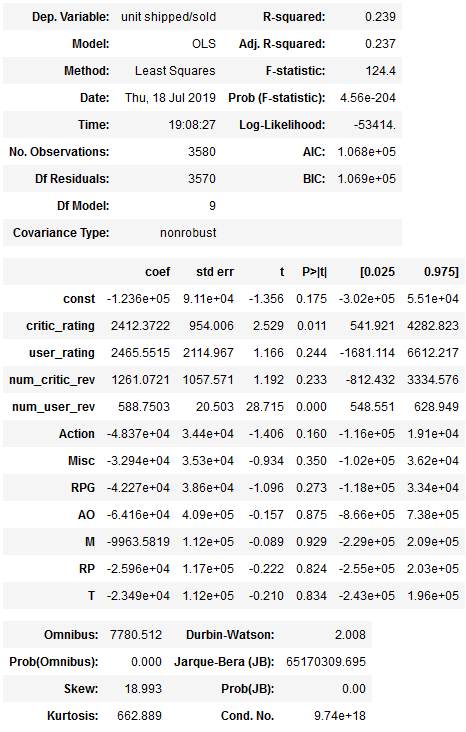 Dep. Variable: unit shipped/sold R-squared: 0.239
Model: OLS Adj. R-squared: 0.237
Method: Least Squares F-statistic: 124.4
Date: Thu, 18 Jul 2019 Prob (F-statistic): 4.56e-204
Time: 19:08:27 Log-Likelihood: -53414.
No. Observations: 3580 AIC: 1.068e+05
Df Residuals: 3570 BIC: 1.069e+05
Df Model: 9
Covariance Type: nonrobust
coef std err t P>|t| [0.025 0.975]
const -1.236e+05 9.11e+04 -1.356 0.175 -3.02e+05 5.51e+04
critic_rating 2412.3722 954.006 2.529 0.011 541.921 4282.823
user_rating 2465.5515 2114.967 1.166 0.244 -1681.114 6612.217
num_critic_rev 1261.0721 1057.571 1.192 0.233 -812.432 3334.576
num_user_rev 588.7503 20.503 28.715 0.000 548.551 628.949
Action -4.837e+04 3.44e+04 -1.406 0.160 -1.16e+05 1.91e+04
Misc -3.294e+04 3.53e+04 -0.934 0.350 -1.02e+05 3.62e+04
RPG -4.227e+04 3.86e+04 -1.096 0.273 -1.18e+05 3.34e+04
AO -6.416e+04 4.09e+05 -0.157 0.875 -8.66e+05 7.38e+05
M -9963.5819 1.12e+05 -0.089 0.929 -2.29e+05 2.09e+05
RP -2.596e+04 1.17e+05 -0.222 0.824 -2.55e+05 2.03e+05
T -2.349e+04 1.12e+05 -0.210 0.834 -2.43e+05 1.96e+05
Omnibus: 7780.512 Durbin-Watson: 2.008
Prob(Omnibus): 0.000 Jarque-Bera (JB): 65170309.695
Skew: 18.993 Prob(JB): 0.00
Kurtosis: 662.889 Cond. No. 9.74e+18